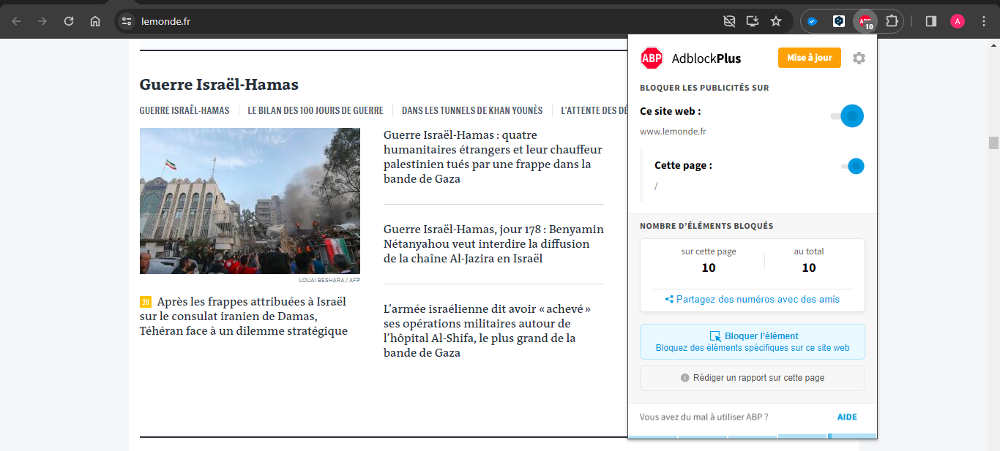 lemonde.fr
ABP
10
A
Guerre Israël-Hamas
GUERRE ISRAËL-HAMAS
LE BILAN DES 100 JOURS DE GUERRE
DANS LES TUNNELS DE KHAN YOUNÈS
L'ATTENTE DES DÉ
LOUAI BESHARA / AFP
Après les frappes attribuées à Israël
sur le consulat iranien de Damas,
Téhéran face à un dilemme stratégique
Guerre Israël-Hamas : quatre
humanitaires étrangers et leur chauffeur
palestinien tués par une frappe dans la
bande de Gaza
Guerre Israël-Hamas, jour 178 : Benyamin
Nétanyahou veut interdire la diffusion
de la chaîne Al-Jazira en Israël
L'armée israélienne dit avoir « achevé »
ses opérations militaires autour de
l'hôpital Al-Shifa, le plus grand de la
bande de Gaza
ABP AdblockPlus
Mise à jour
BLOQUER LES PUBLICITÉS SUR
Ce site web :
www.lemonde.fr
Cette page :
/
NOMBRE D'ÉLÉMENTS BLOQUÉS
sur cette page
10
au total
10
Partagez des numéros avec des amis
Bloquer l'élément
Bloquez des éléments spécifiques sur ce site web
Rédiger un rapport sur cette page
Vous avez du mal à utiliser ABP ?
AIDE